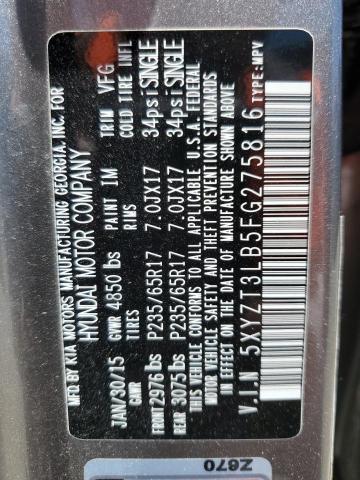 MFD. BY KIA MOTORS MANUFACTURING GEORGIA, INC. FOR
HYUNDAI MOTOR COMPANY
JAN/30/15 GVWR 4850 lbs PAINT IM TRIM VFG
GAWR TIRES RIMS COLD TIRE INFL
FRONT 2976 lbs P235/65R17 7.0JX17 34psi SINGLE
REAR 3075 lbs P235/65R17 7.0JX17 34psi SINGLE
THIS VEHICLE CONFORMS TO ALL APPLICABLE U.S.A. FEDERAL
MOTOR VEHICLE SAFETY AND THEFT PREVENTION STANDARDS
IN EFFECT ON THE DATE OF MANUFACTURE SHOWN ABOVE
V.I.N 5XYZT3LB5FG275816 TYPE:MPV
Z670